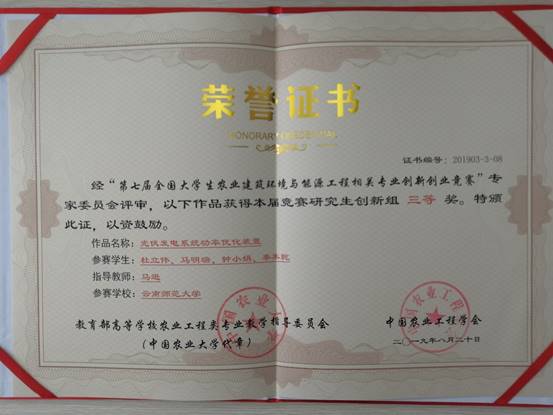 荣誉证书
HONORARY CREDENTIAL
证书编号：201903-3-08
经“第七届全国大学生农业建筑环境与能源工程相关专业创新创业竞赛”专
家委员会评审，以下作品获得本届竞赛研究生创新组 三等 奖。特颁
此证，以资鼓励。
作品名称：光伏发电系统功率优化装置
参赛学生：杜立伟、马明骏、钟小娟、李丰乾
指导教师：马逊
参赛学校：云南师范大学
教育部高等学校农业工程类专业教学指导委员会
（中国农业大学代章）
中国农业工程学会
二〇一九年八月二十日